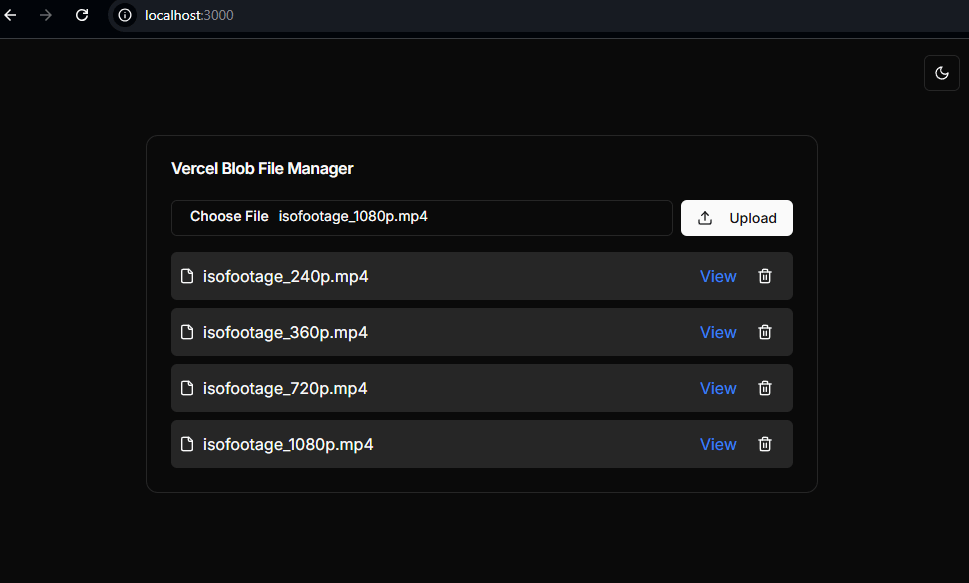 localhost:3000
Vercel Blob File Manager
Choose File isofootage_1080p.mp4 Upload
isofootage_240p.mp4 View
isofootage_360p.mp4 View
isofootage_720p.mp4 View
isofootage_1080p.mp4 View